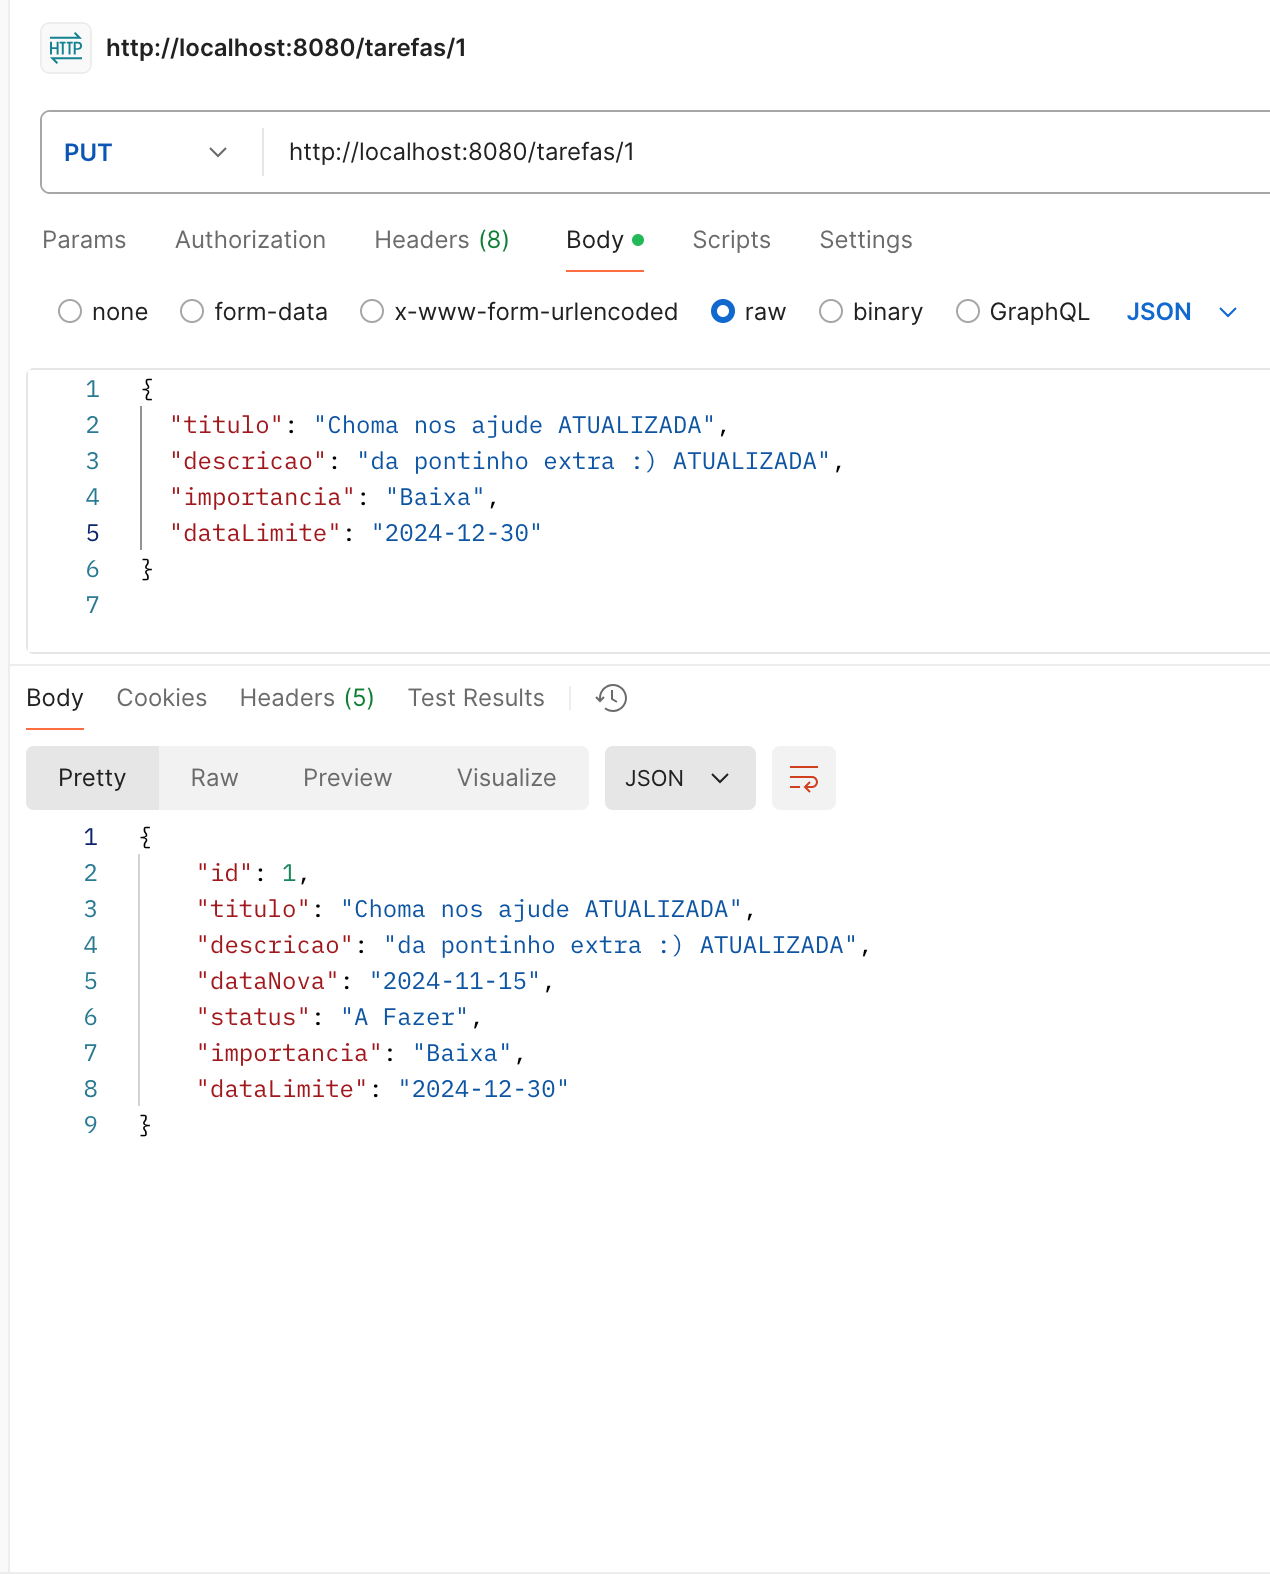 HTTP http://localhost:8080/tarefas/1
PUT http://localhost:8080/tarefas/1
Params Authorization Headers (8) Body Scripts Settings
none form-data x-www-form-urlencoded raw binary GraphQL JSON
1 {
2 "titulo": "Choma nos ajude ATUALIZADA",
3 "descricao": "da pontinho extra :) ATUALIZADA",
4 "importancia": "Baixa",
5 "dataLimite": "2024-12-30"
6 }
7
Body Cookies Headers (5) Test Results
Pretty Raw Preview Visualize JSON
1 {
2 "id": 1,
3 "titulo": "Choma nos ajude ATUALIZADA",
4 "descricao": "da pontinho extra :) ATUALIZADA",
5 "dataNova": "2024-11-15",
6 "status": "A Fazer",
7 "importancia": "Baixa",
8 "dataLimite": "2024-12-30"
9 }